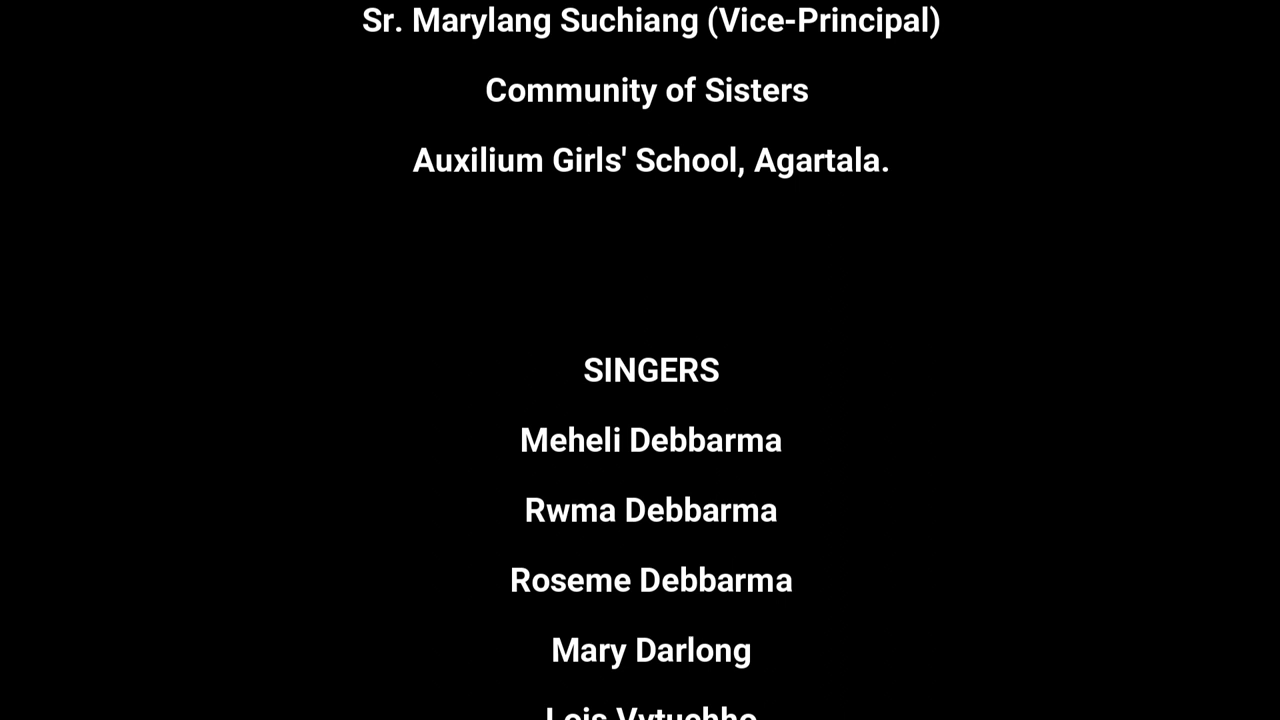 Sr. Marylang Suchiang (Vice-Principal)
Community of Sisters
Auxilium Girls' School, Agartala.
SINGERS
Meheli Debbarma
Rwma Debbarma
Roseme Debbarma
Mary Darlong
Lois